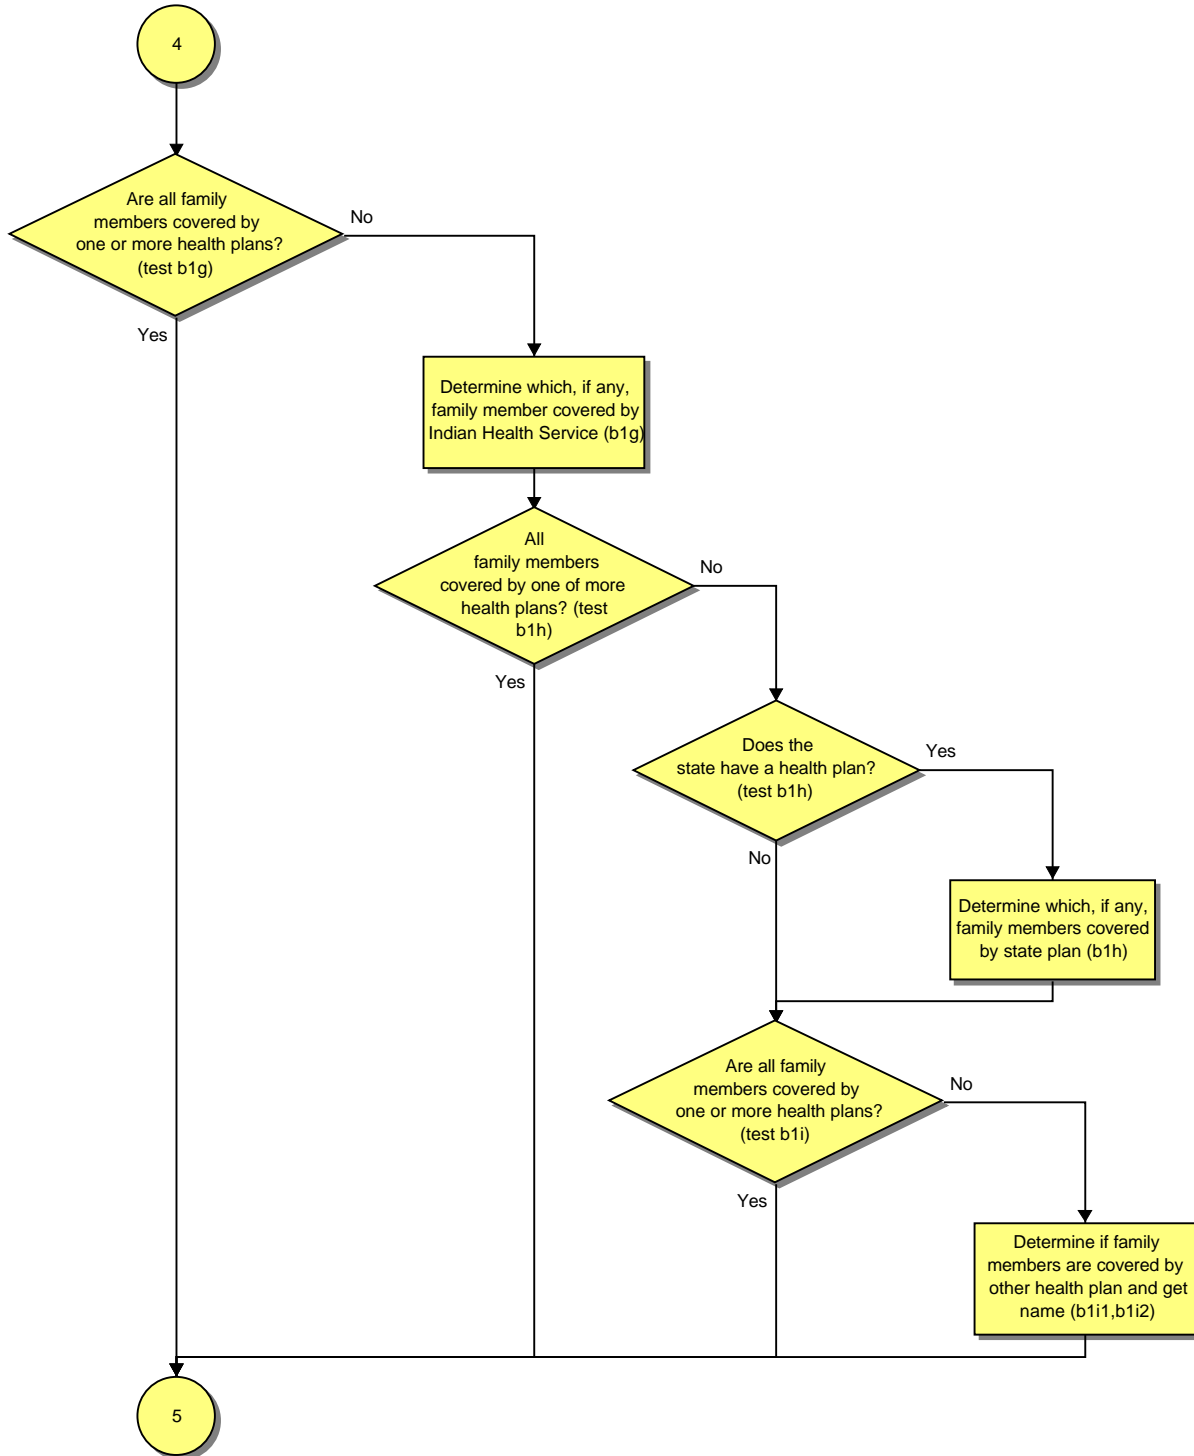 4
Are all family
members covered by
one or more health plans?
(test b1g)
No
Yes
Determine which, if any,
family member covered by
Indian Health Service (b1g)
All
family members
covered by one of more
health plans? (test
b1h)
No
Yes
Does the
state have a health plan?
(test b1h)
Yes
No
Determine which, if any,
family members covered
by state plan (b1h)
Are all family
members covered by
one or more health plans?
(test b1i)
No
Yes
Determine if family
members are covered by
other health plan and get
name (b1i1,b1i2)
5